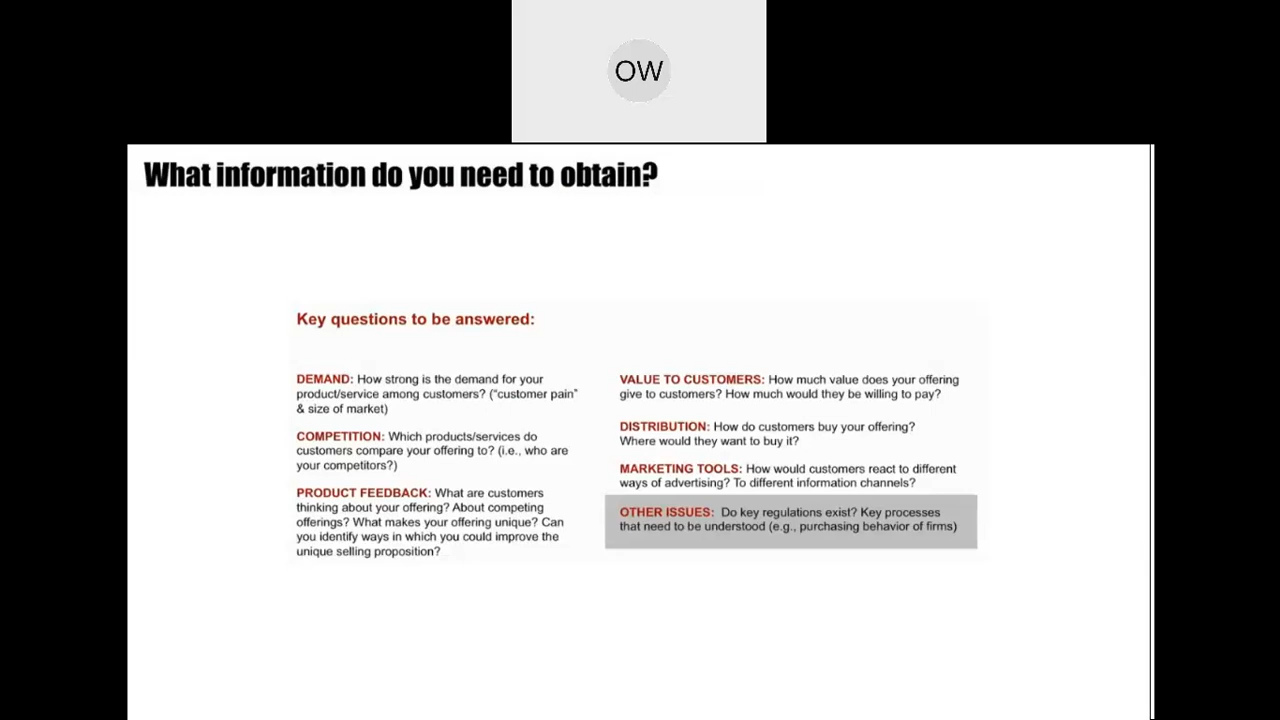 OW
What information do you need to obtain?
Key questions to be answered:
DEMAND: How strong is the demand for your
product/service among customers? ("customer pain"
& size of market)
COMPETITION: Which products/services do
customers compare your offering to? (i.e., who are
your competitors?)
PRODUCT FEEDBACK: What are customers
thinking about your offering? About competing
offerings? What makes your offering unique? Can
you identify ways in which you could improve the
unique selling proposition?
VALUE TO CUSTOMERS: How much value does your offering
give to customers? How much would they be willing to pay?
DISTRIBUTION: How do customers buy your offering?
Where would they want to buy it?
MARKETING TOOLS: How would customers react to different
ways of advertising? To different information channels?
OTHER ISSUES: Do key regulations exist? Key processes
that need to be understood (e.g., purchasing behavior of firms)